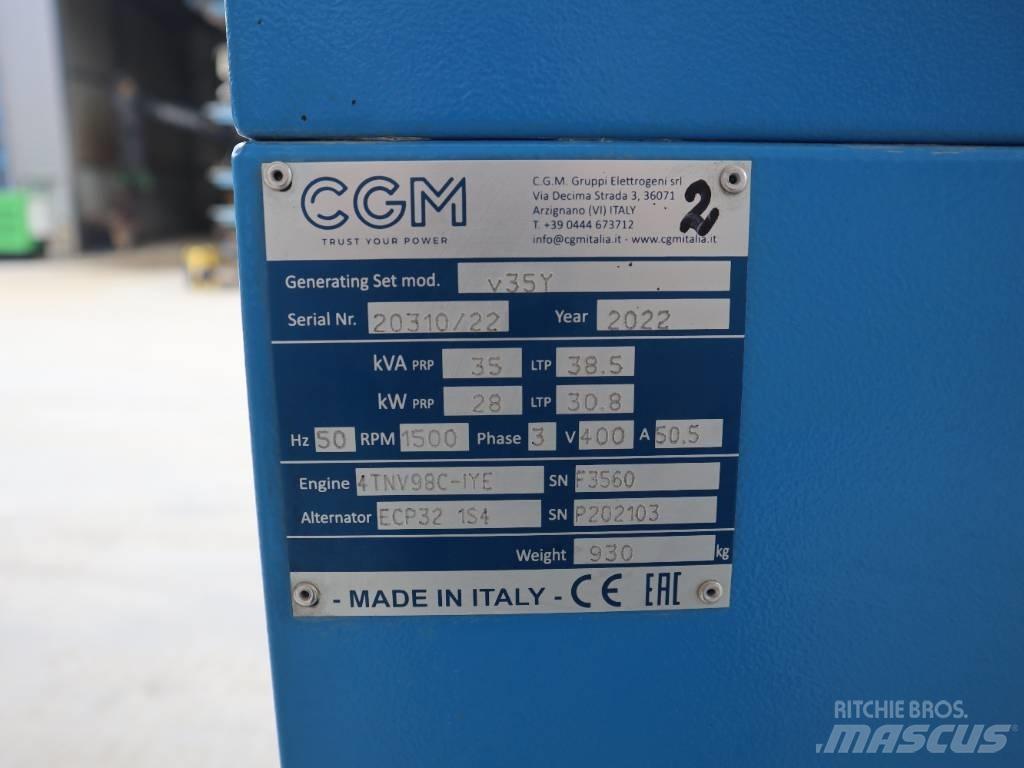 CGM
TRUST YOUR POWER
C.G.M. Gruppi Elettrogeni srl
Via Decima Strada 3, 36071
Arzignano (VI) ITALY
T. +39 0444 673712
info@cgmitalia.it - www.cgmitalia.it
2
Generating Set mod. v35Y
Serial Nr. 20310/22 Year 2022
kVA PRP 35 LTP 38.5
kW PRP 28 LTP 30.8
Hz 50 RPM 1500 Phase 3 V 400 A 50.5
Engine 4TNV98C-IYE SN F3560
Alternator ECP32 1S4 SN P202103
Weight 930 kg
- MADE IN ITALY - CE EAC
RITCHIE BROS.
MASCUS